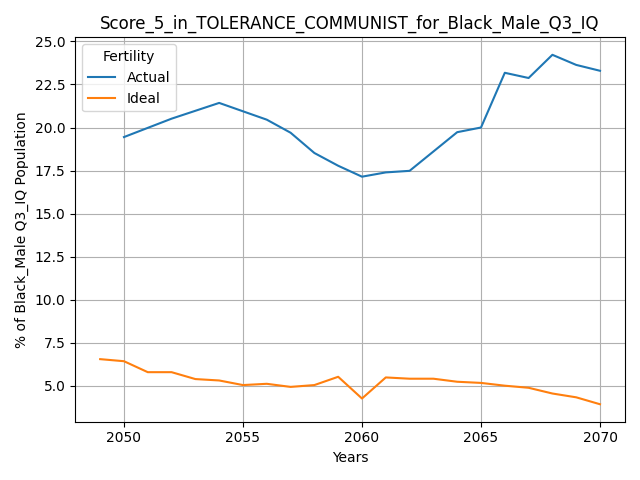 Score_5_in_TOLERANCE_COMMUNIST_for_Black_Male_Q3_IQ
25.0
22.5
20.0
17.5
15.0
12.5
10.0
7.5
5.0
% of Black_Male Q3_IQ Population
Fertility
Actual
Ideal
2050
2055
2060
2065
2070
Years